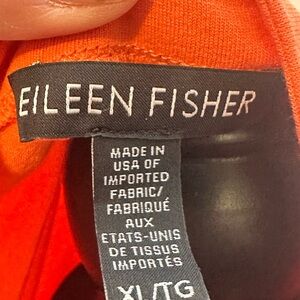 EILEEN FISHER
MADE IN
USA OF
IMPORTED
FABRIC/
FABRIQUÉ
AUX
ETATS-UNIS
DE TISSUS
IMPORTÉS
XL/TG